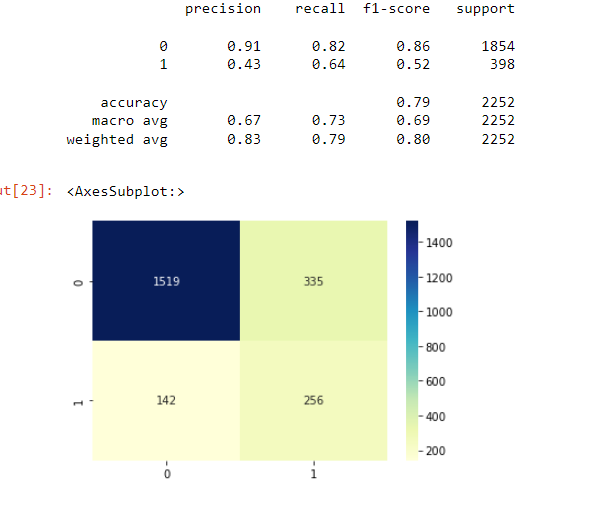 precision recall f1-score support
0 0.91 0.82 0.86 1854
1 0.43 0.64 0.52 398
accuracy 0.79 2252
macro avg 0.67 0.73 0.69 2252
weighted avg 0.83 0.79 0.80 2252
ut[23]: <AxesSubplot:>
0 1519 335
1 142 256
0 1
1400
1200
1000
800
600
400
200